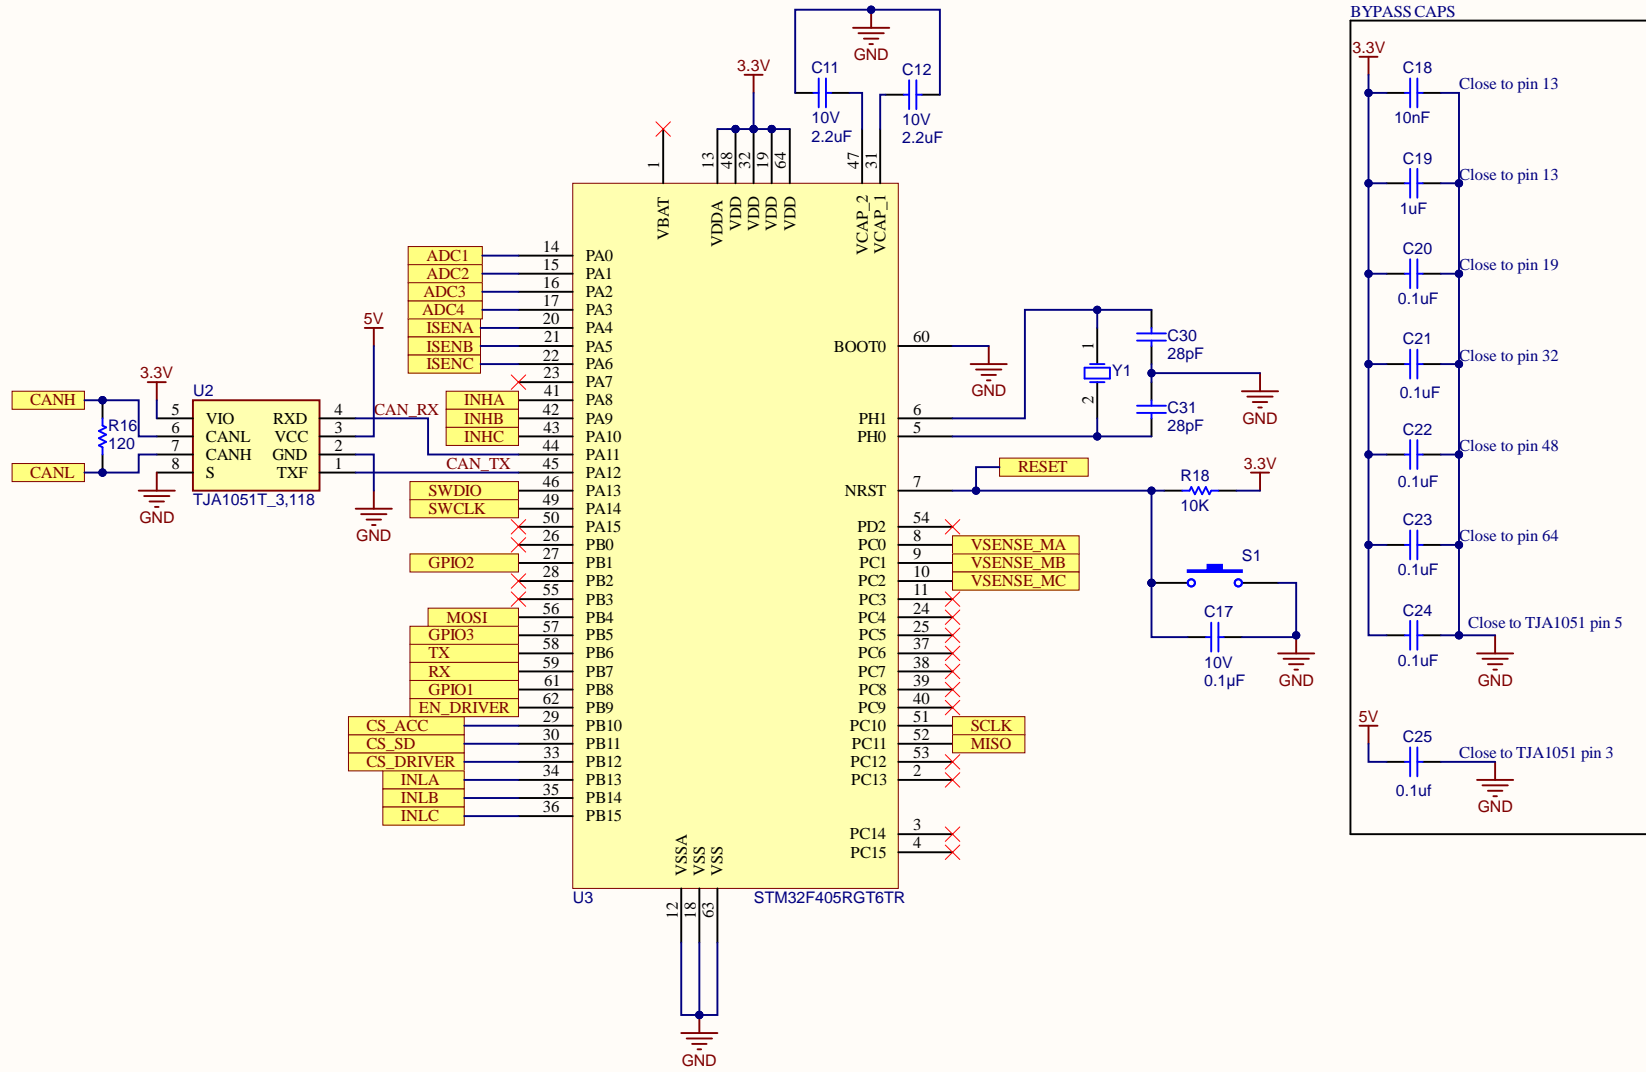 BYPASS CAPS
GND
3.3V
C11
10V
2.2uF
C12
10V
2.2uF
1
13
48
32
19
64
47
31
VBAT
VDDA
VDD
VDD
VDD
VDD
VCAP_2
VCAP_1
ADC1 14 PA0
ADC2 15 PA1
ADC3 16 PA2
ADC4 17 PA3
ISENA 20 PA4
ISENB 21 PA5
ISENC 22 PA6
23 PA7
INHA 41 PA8
INHB 42 PA9
INHC 43 PA10
CAN_RX 44 PA11
CAN_TX 45 PA12
SWDIO 46 PA13
SWCLK 49 PA14
50 PA15
26 PB0
GPIO2 27 PB1
28 PB2
55 PB3
MOSI 56 PB4
GPIO3 57 PB5
TX 58 PB6
RX 59 PB7
GPIO1 61 PB8
EN_DRIVER 62 PB9
CS_ACC 29 PB10
CS_SD 30 PB11
CS_DRIVER 33 PB12
INLA 34 PB13
INLB 35 PB14
INLC 36 PB15
5V
3.3V
U2
CANH
CANL
R16
120
5 VIO RXD 4
6 CANL VCC 3
7 CANH GND 2
8 S TXF 1
TJA1051T_3,118
GND
GND
BOOT0 60
GND
PH1 6
PH0 5
1
Y1
2
C30
28pF
C31
28pF
GND
RESET
NRST 7
R18
10K
3.3V
S1
C17
10V
0.1µF
GND
PD2 54
PC0 8 VSENSE_MA
PC1 9 VSENSE_MB
PC2 10 VSENSE_MC
PC3 11
PC4 24
PC5 25
PC6 37
PC7 38
PC8 39
PC9 40
PC10 51 SCLK
PC11 52 MISO
PC12 53
PC13 2
PC14 3
PC15 4
VSSA
VSS
VSS
12
18
63
U3
STM32F405RGT6TR
GND
3.3V
C18 Close to pin 13
10nF
C19 Close to pin 13
1uF
C20 Close to pin 19
0.1uF
C21 Close to pin 32
0.1uF
C22 Close to pin 48
0.1uF
C23 Close to pin 64
0.1uF
C24 Close to TJA1051 pin 5
0.1uF
GND
5V
C25 Close to TJA1051 pin 3
0.1uf
GND